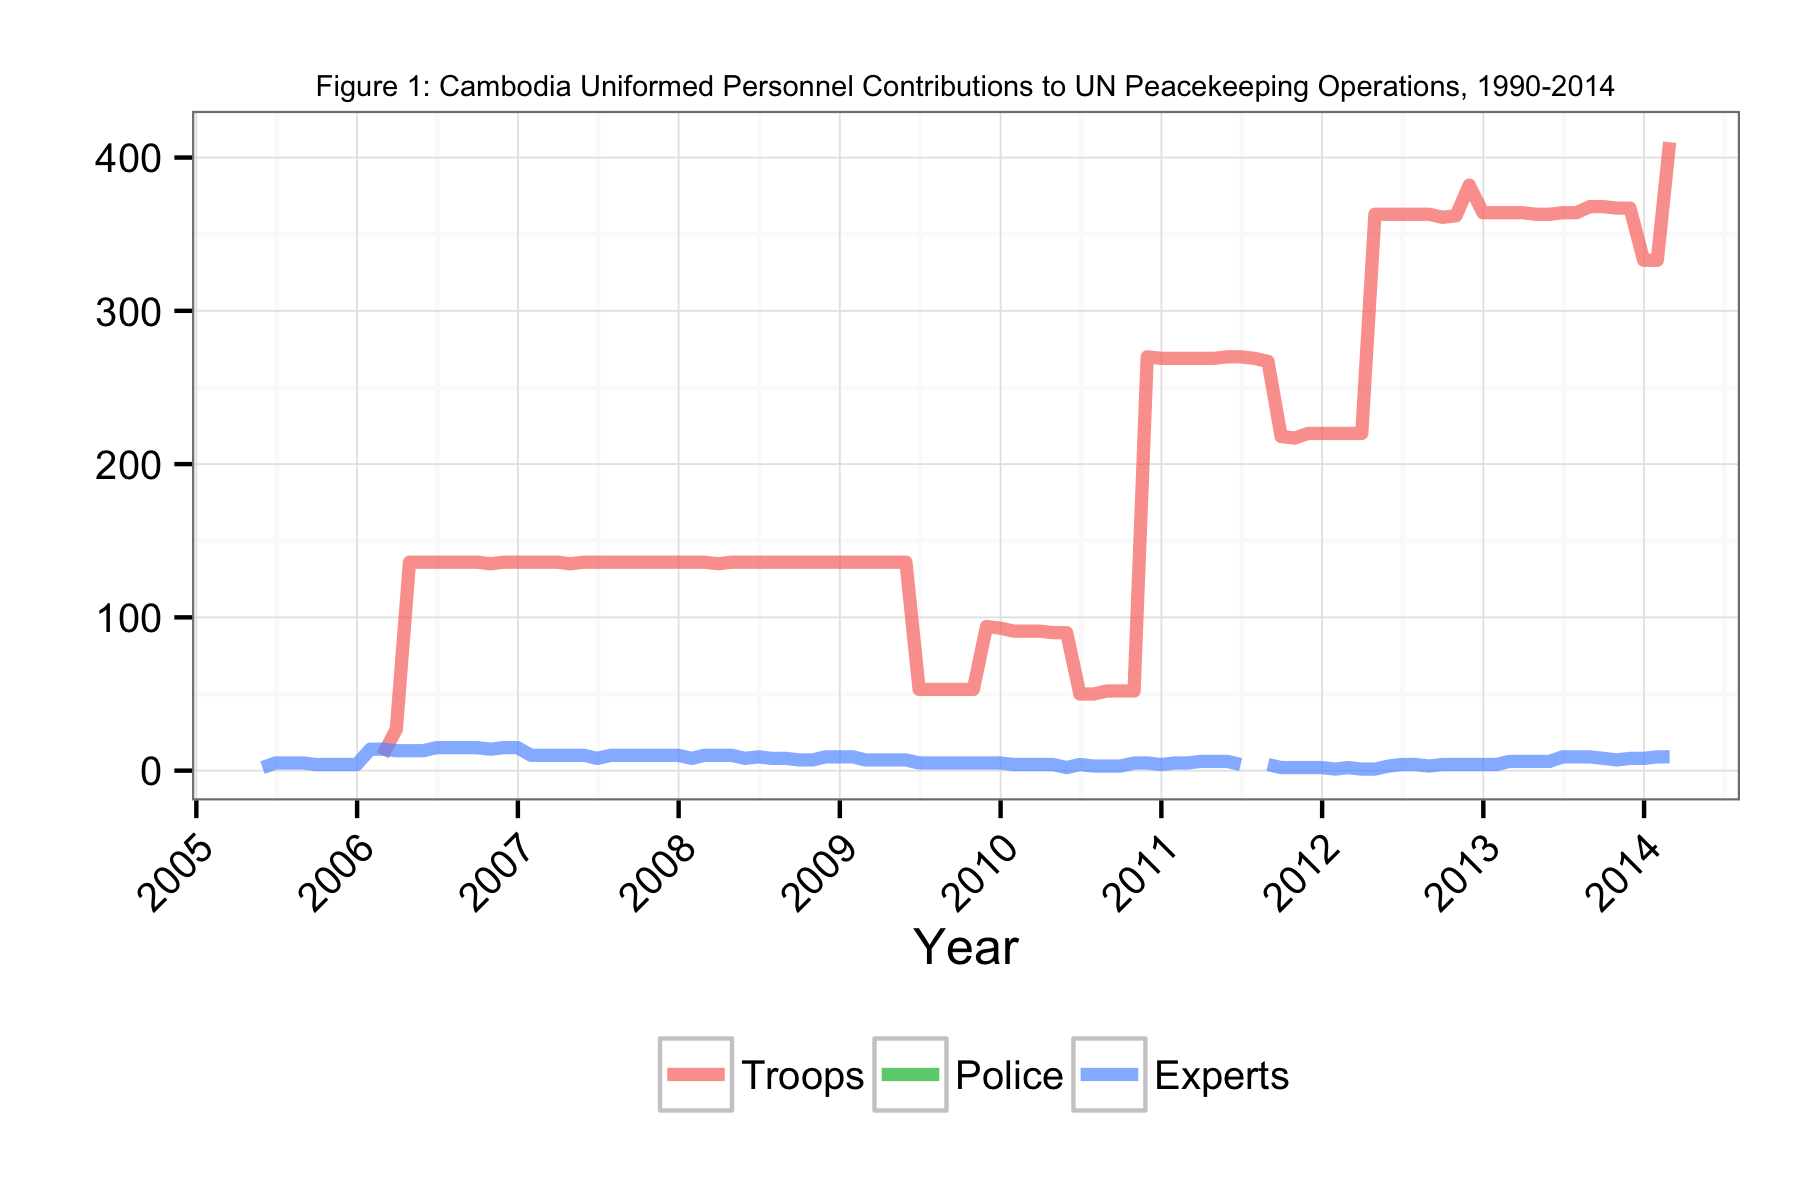 Figure 1: Cambodia Uniformed Personnel Contributions to UN Peacekeeping Operations, 1990-2014
400
300
200
100
0
2005 2006 2007 2008 2009 2010 2011 2012 2013 2014
Year
Troops Police Experts